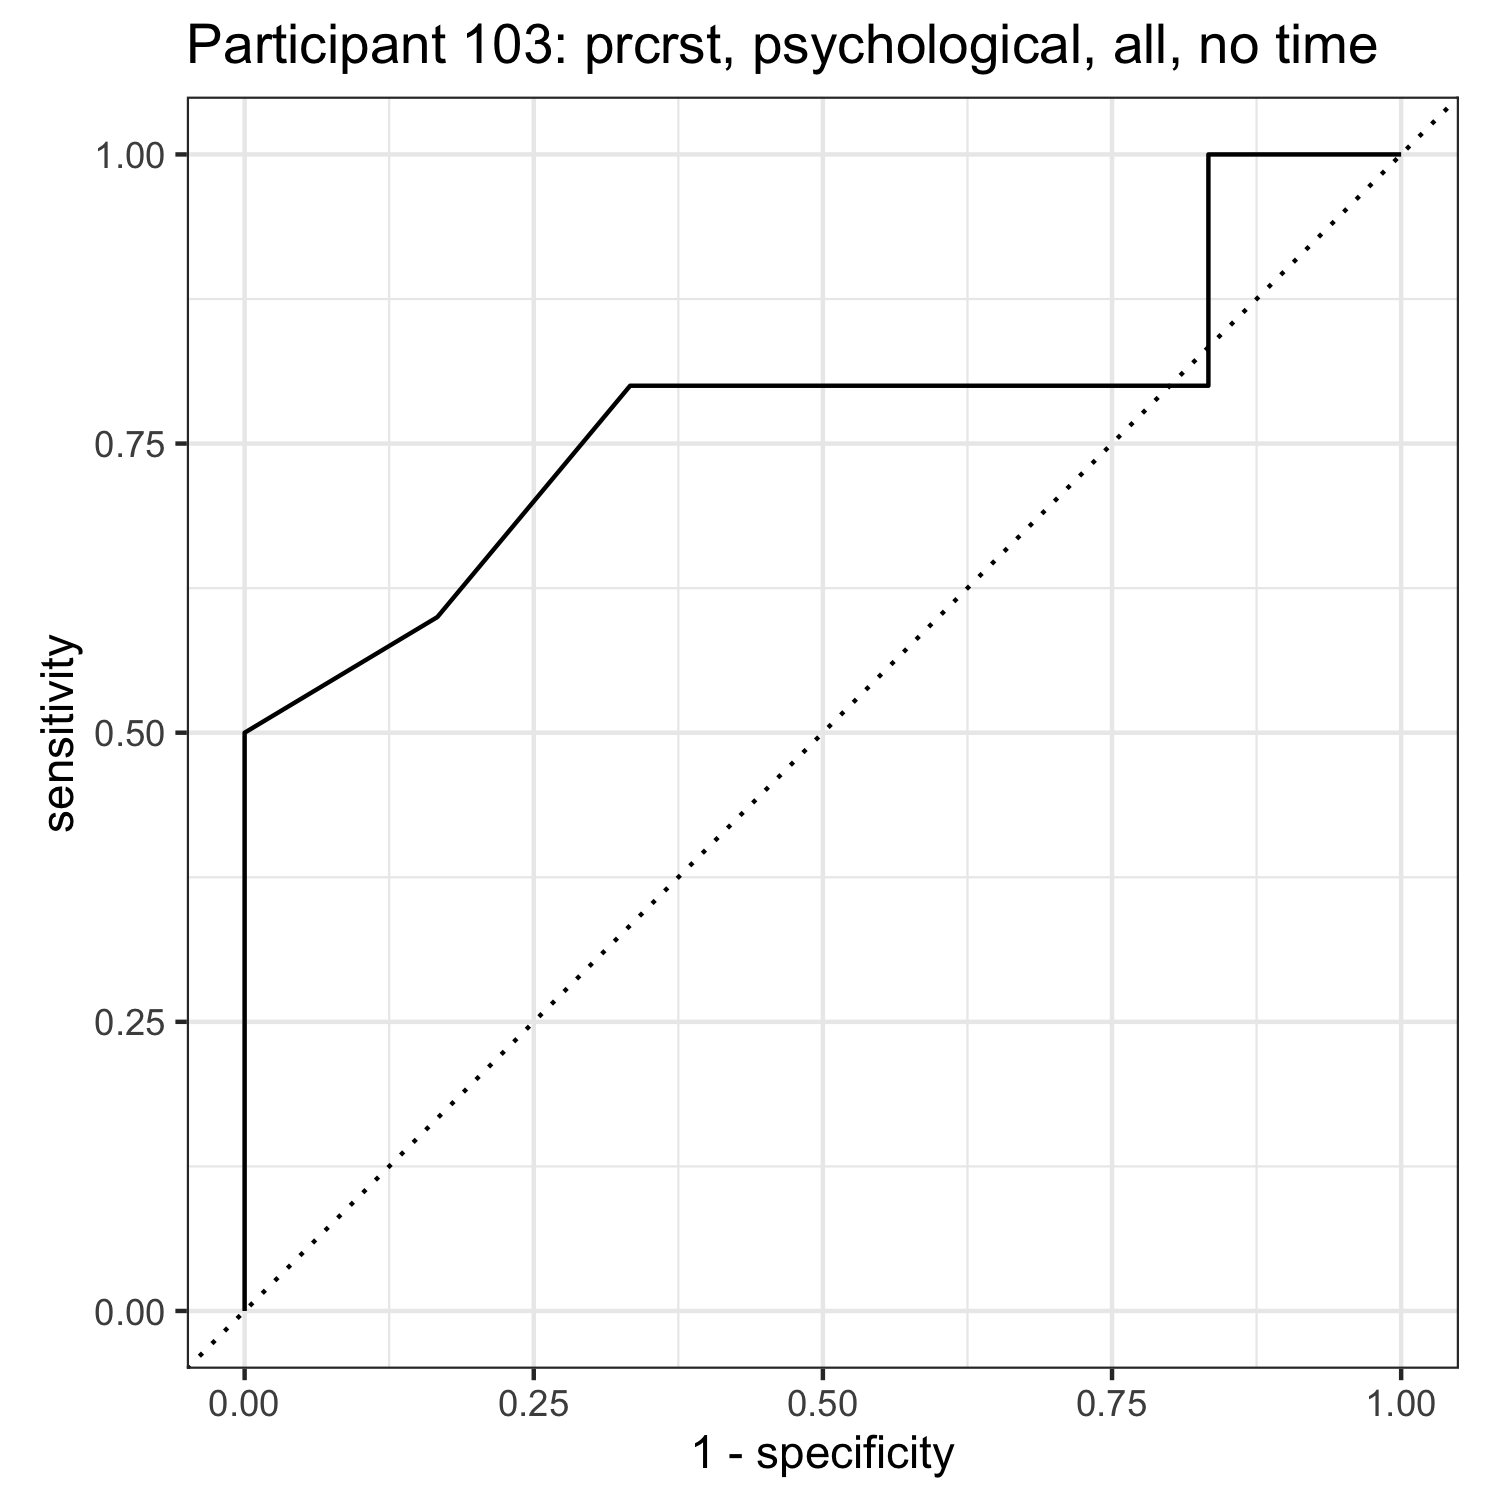 Participant 103: prcrst, psychological, all, no time
1.00
0.75
0.50
0.25
0.00
sensitivity
0.00 0.25 0.50 0.75 1.00
1 - specificity